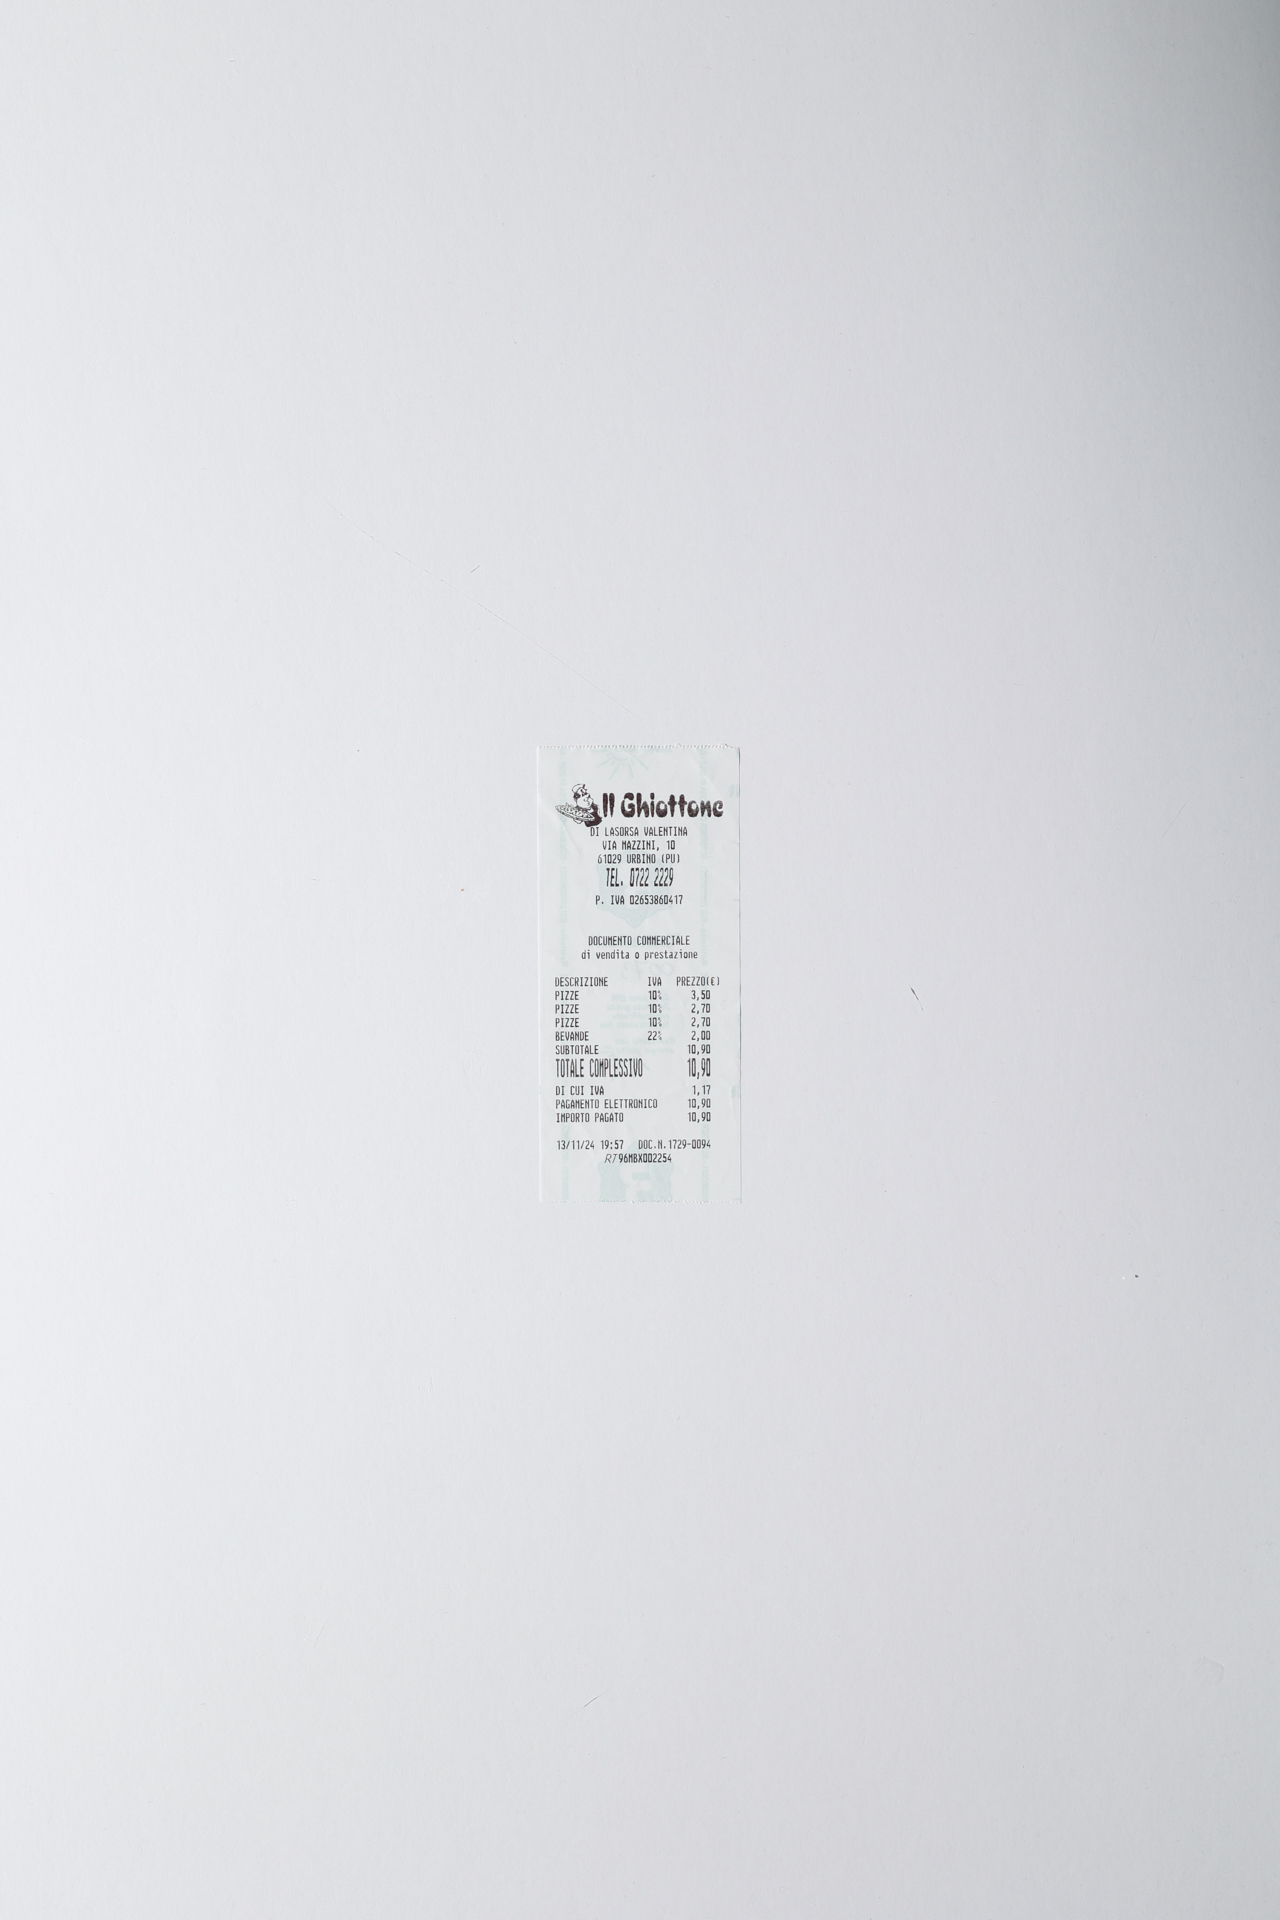 Il Ghiottone
DI LASORSA VALENTINA
VIA MAZZINI, 10
61029 URBINO (PU)
TEL. 0722 2229
P. IVA 02653860417
DOCUMENTO COMMERCIALE
di vendita o prestazione
DESCRIZIONE IVA PREZZO(€)
PIZZE 10% 3,50
PIZZE 10% 2,70
PIZZE 10% 2,70
BEVANDE 22% 2,00
SUBTOTALE 10,90
TOTALE COMPLESSIVO 10,90
DI CUI IVA 1,17
PAGAMENTO ELETTRONICO 10,90
IMPORTO PAGATO 10,90
13/11/24 19:57 DOC.N.1729-0094
RT 96MBX002254